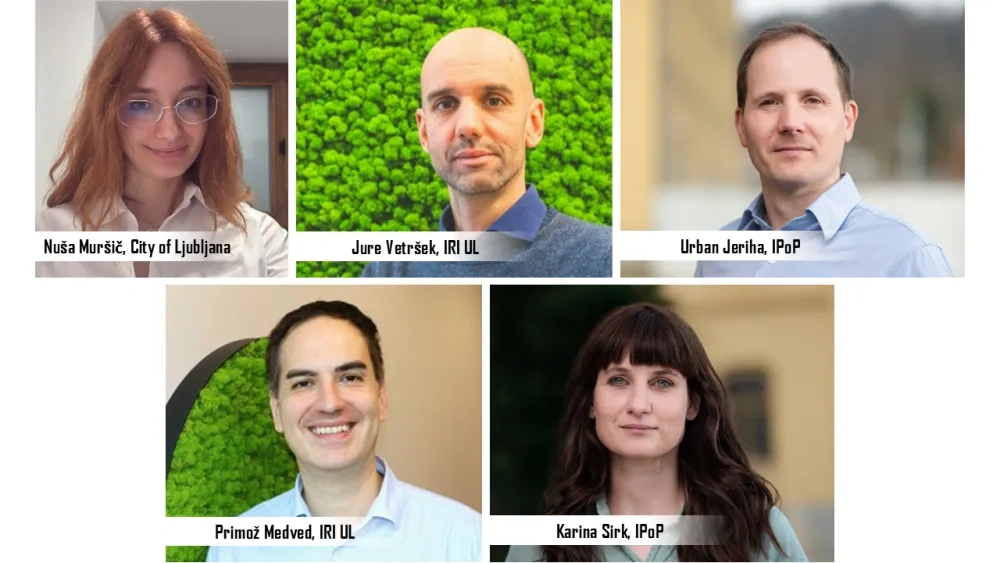 Nuša Muršič, City of Ljubljana
Jure Vetršek, IRI UL
Urban Jeriha, IPoP
Primož Medved, IRI UL
Karina Sirk, IPoP